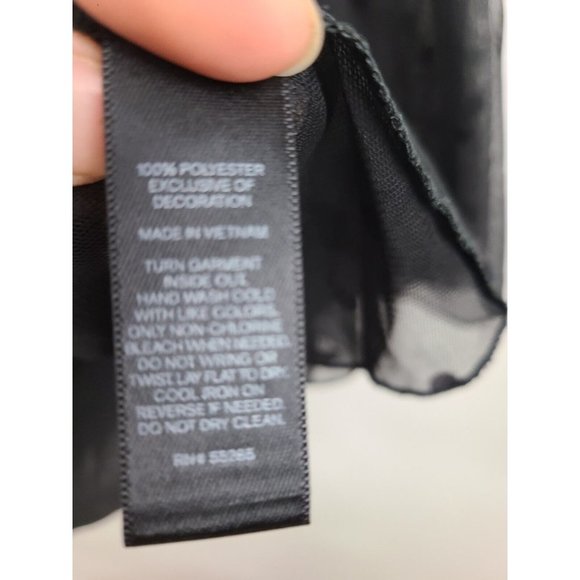 100% POLYESTER
EXCLUSIVE OF
DECORATION
MADE IN VIETNAM
TURN GARMENT
INSIDE OUT,
HAND WASH COLD
WITH LIKE COLORS,
ONLY NON-CHLORINE
BLEACH WHEN NEEDED.
DO NOT WRING OR
TWIST, LAY FLAT TO DRY.
COOL IRON ON
REVERSE IF NEEDED.
DO NOT DRY CLEAN.
RN# 55285